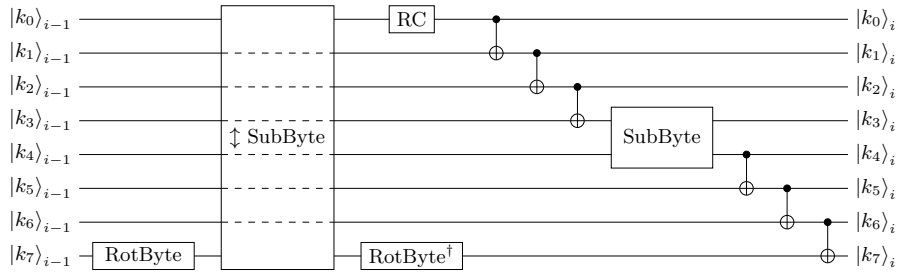 |k₀⟩ᵢ₋₁ RC |k₀⟩ᵢ
|k₁⟩ᵢ₋₁ |k₁⟩ᵢ
|k₂⟩ᵢ₋₁ |k₂⟩ᵢ
|k₃⟩ᵢ₋₁ |k₃⟩ᵢ
↕ SubByte SubByte
|k₄⟩ᵢ₋₁ |k₄⟩ᵢ
|k₅⟩ᵢ₋₁ |k₅⟩ᵢ
|k₆⟩ᵢ₋₁ |k₆⟩ᵢ
|k₇⟩ᵢ₋₁ RotByte RotByte† |k₇⟩ᵢ